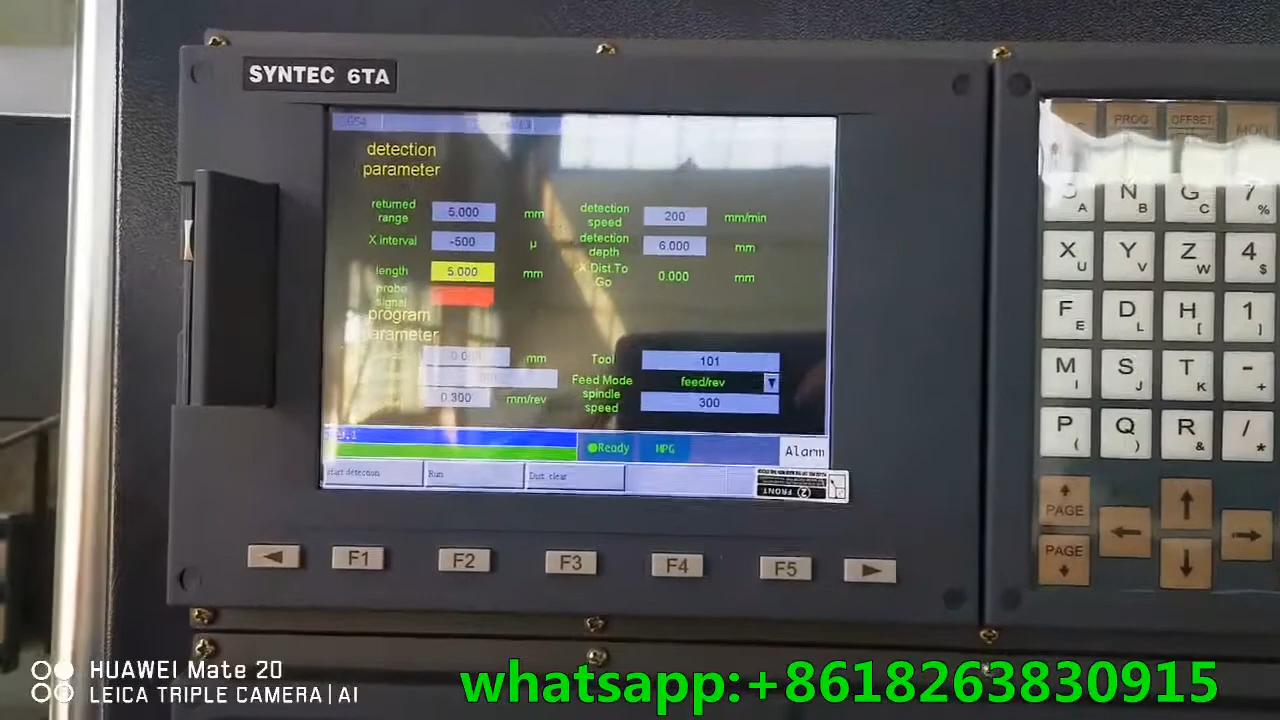 SYNTEC 6TA
G54
detection
parameter
returned
range
5.000
mm
detection
speed
200
mm/min
X interval
-500
µ
detection
depth
6.000
mm
length
5.000
mm
X Dist.To
Go
0.000
mm
probe
signal
program
parameter
mm
Tool
101
Feed Mode
feed/rev
0.300
mm/rev
spindle
speed
300
Ready
MPG
Alarm
start detection
Run
Dist clear
(2) FRONT
F1
F2
F3
F4
F5
PROG
OFFSET
MON
O A
N B
G C
7 %
X U
Y V
Z W
4 $
F E
D L
H [
1 ]
M I
S J
T K
- +
P (
Q )
R &
/ *
PAGE
PAGE
HUAWEI Mate 20
LEICA TRIPLE CAMERA | AI
whatsapp:+8618263830915